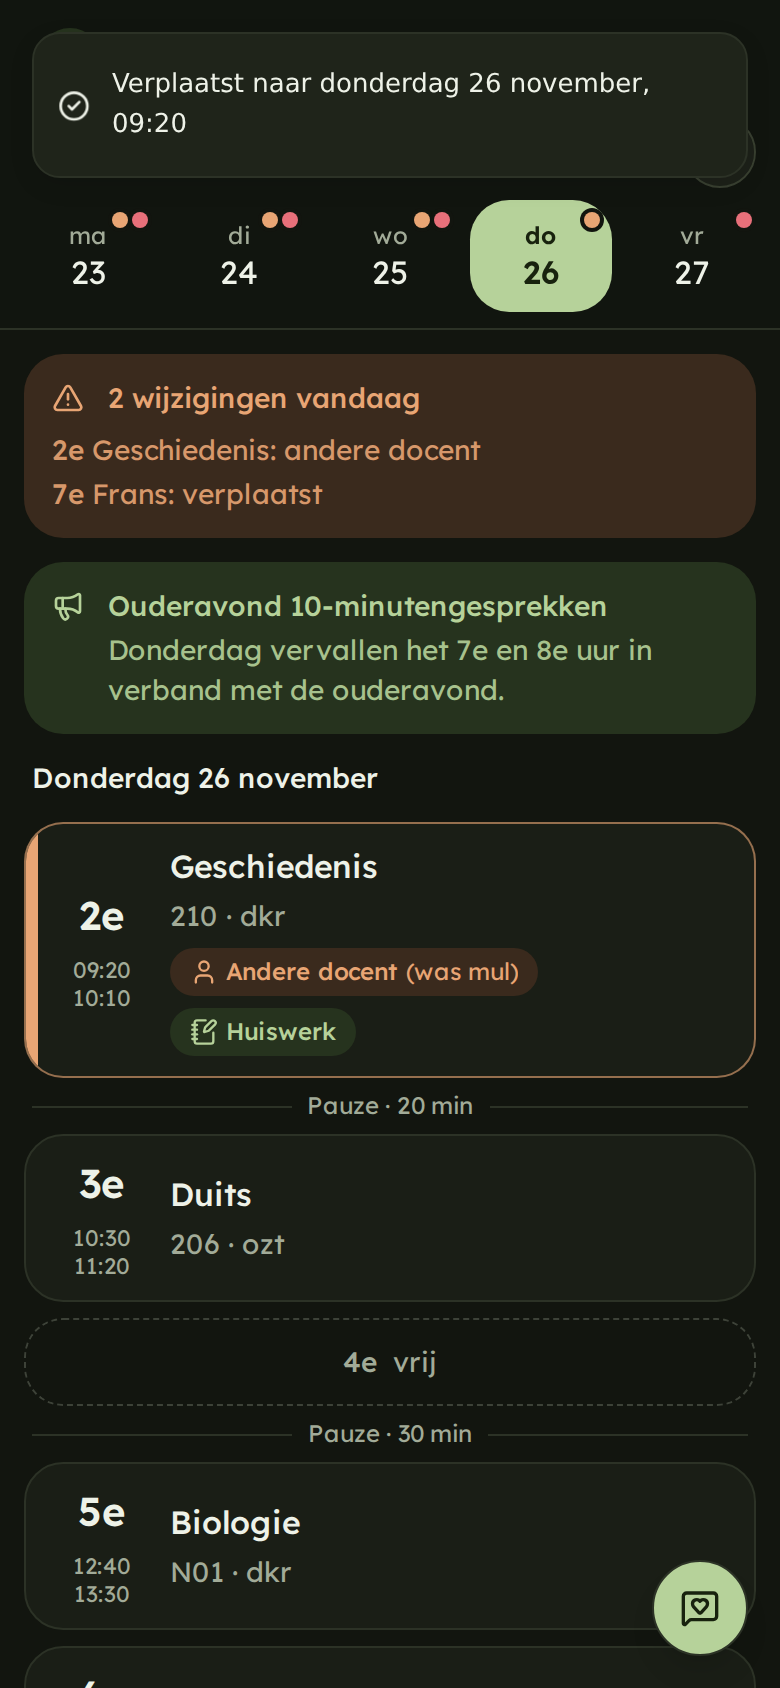 Verplaatst naar donderdag 26 november,
09:20
ma
23
di
24
wo
25
do
26
vr
27
2 wijzigingen vandaag
2e Geschiedenis: andere docent
7e Frans: verplaatst
Ouderavond 10-minutengesprekken
Donderdag vervallen het 7e en 8e uur in
verband met de ouderavond.
Donderdag 26 november
2e
09:20
10:10
Geschiedenis
210 · dkr
Andere docent (was mul)
Huiswerk
Pauze · 20 min
3e
10:30
11:20
Duits
206 · ozt
4e vrij
Pauze · 30 min
5e
12:40
13:30
Biologie
N01 · dkr